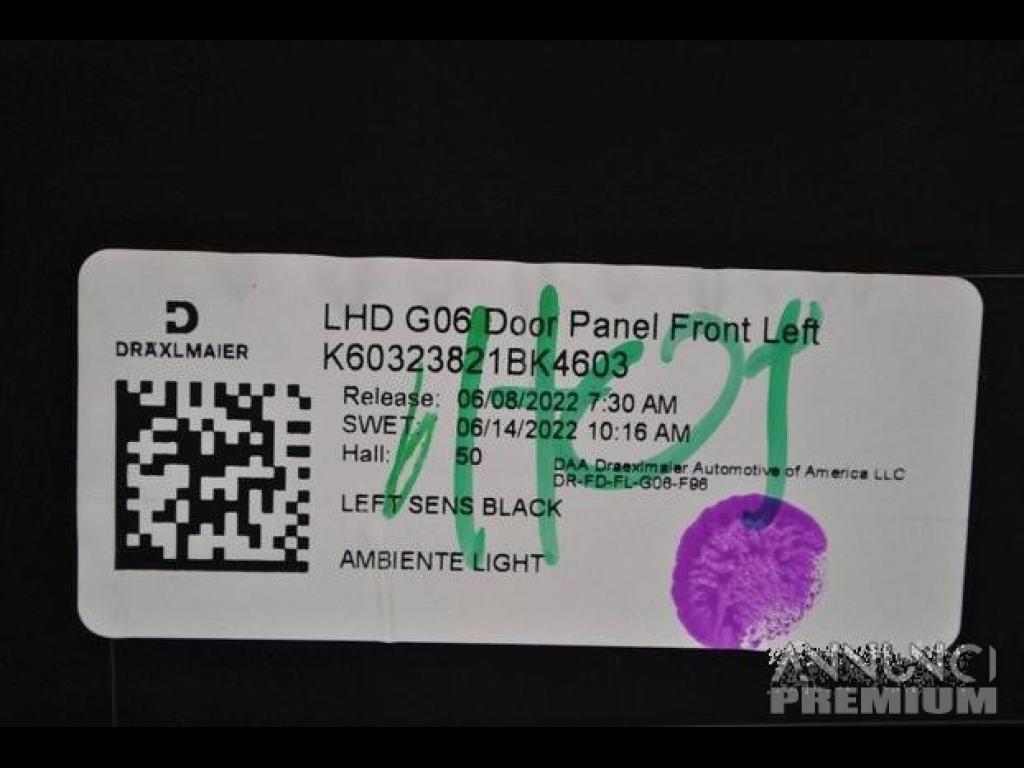 DRÄXLMAIER
LHD G06 Door Panel Front Left
K60323821BK4603
Release: 06/08/2022 7:30 AM
SWET: 06/14/2022 10:16 AM
Hall: 50
DAA Draexlmaier Automotive of America LLC
DR-FD-FL-G06-F96
LEFT SENS BLACK
AMBIENTE LIGHT
ANNUNCI
PREMIUM